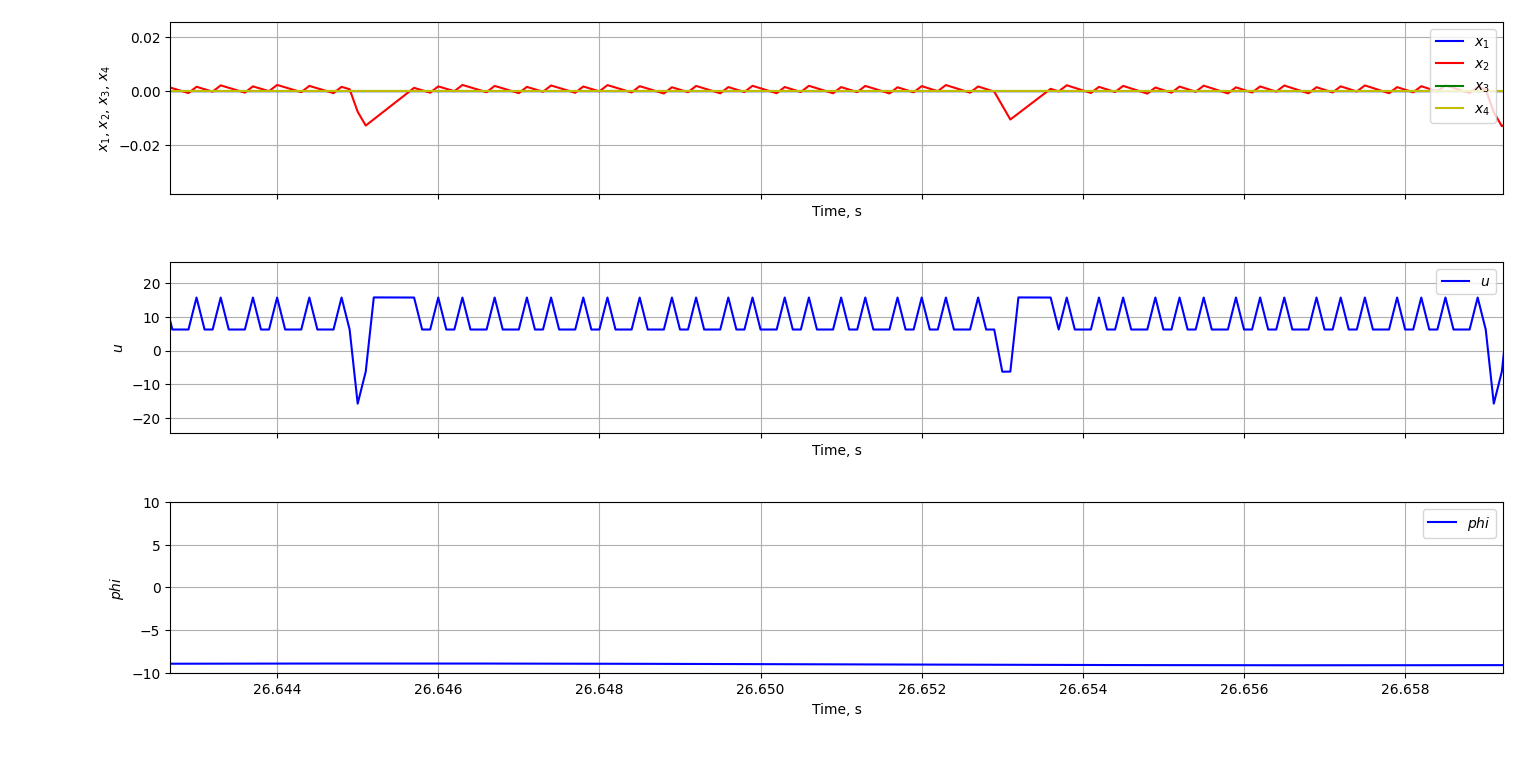 0.02
0.00
−0.02
x₁, x₂, x₃, x₄
x₁
x₂
x₃
x₄
Time, s
20
10
0
−10
−20
u
u
Time, s
10
5
0
−5
−10
phi
phi
26.644 26.646 26.648 26.650 26.652 26.654 26.656 26.658
Time, s